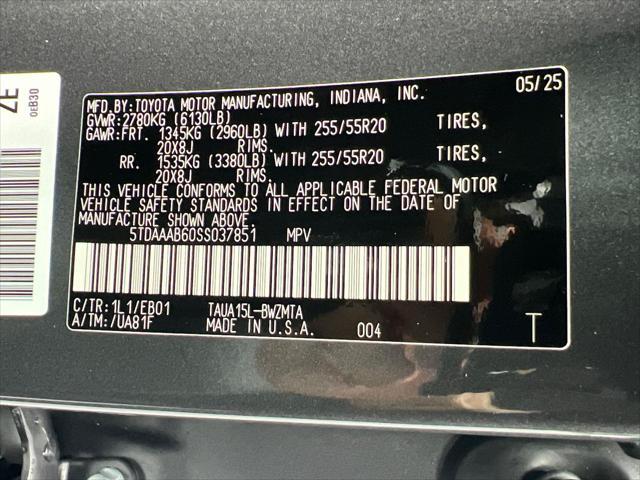 ZE
0EB30
05/25
MFD.BY:TOYOTA MOTOR MANUFACTURING, INDIANA, INC.
GVWR:2780KG (6130LB)
GAWR:FRT. 1345KG (2960LB) WITH 255/55R20 TIRES,
20X8J RIMS.
RR. 1535KG (3380LB) WITH 255/55R20 TIRES,
20X8J RIMS.
THIS VEHICLE CONFORMS TO ALL APPLICABLE FEDERAL MOTOR
VEHICLE SAFETY STANDARDS IN EFFECT ON THE DATE OF
MANUFACTURE SHOWN ABOVE.
5TDAAAB60SS037851 MPV
C/TR:1L1/EB01 TAUA15L-BWZMTA
A/TM:/UA81F MADE IN U.S.A. 004
T